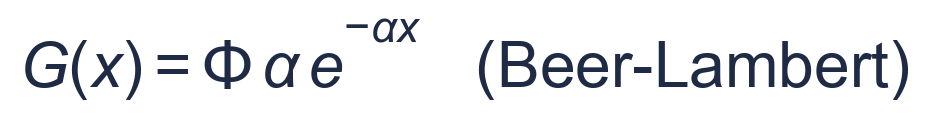 G(x) = Φ α e^{−αx} (Beer-Lambert)